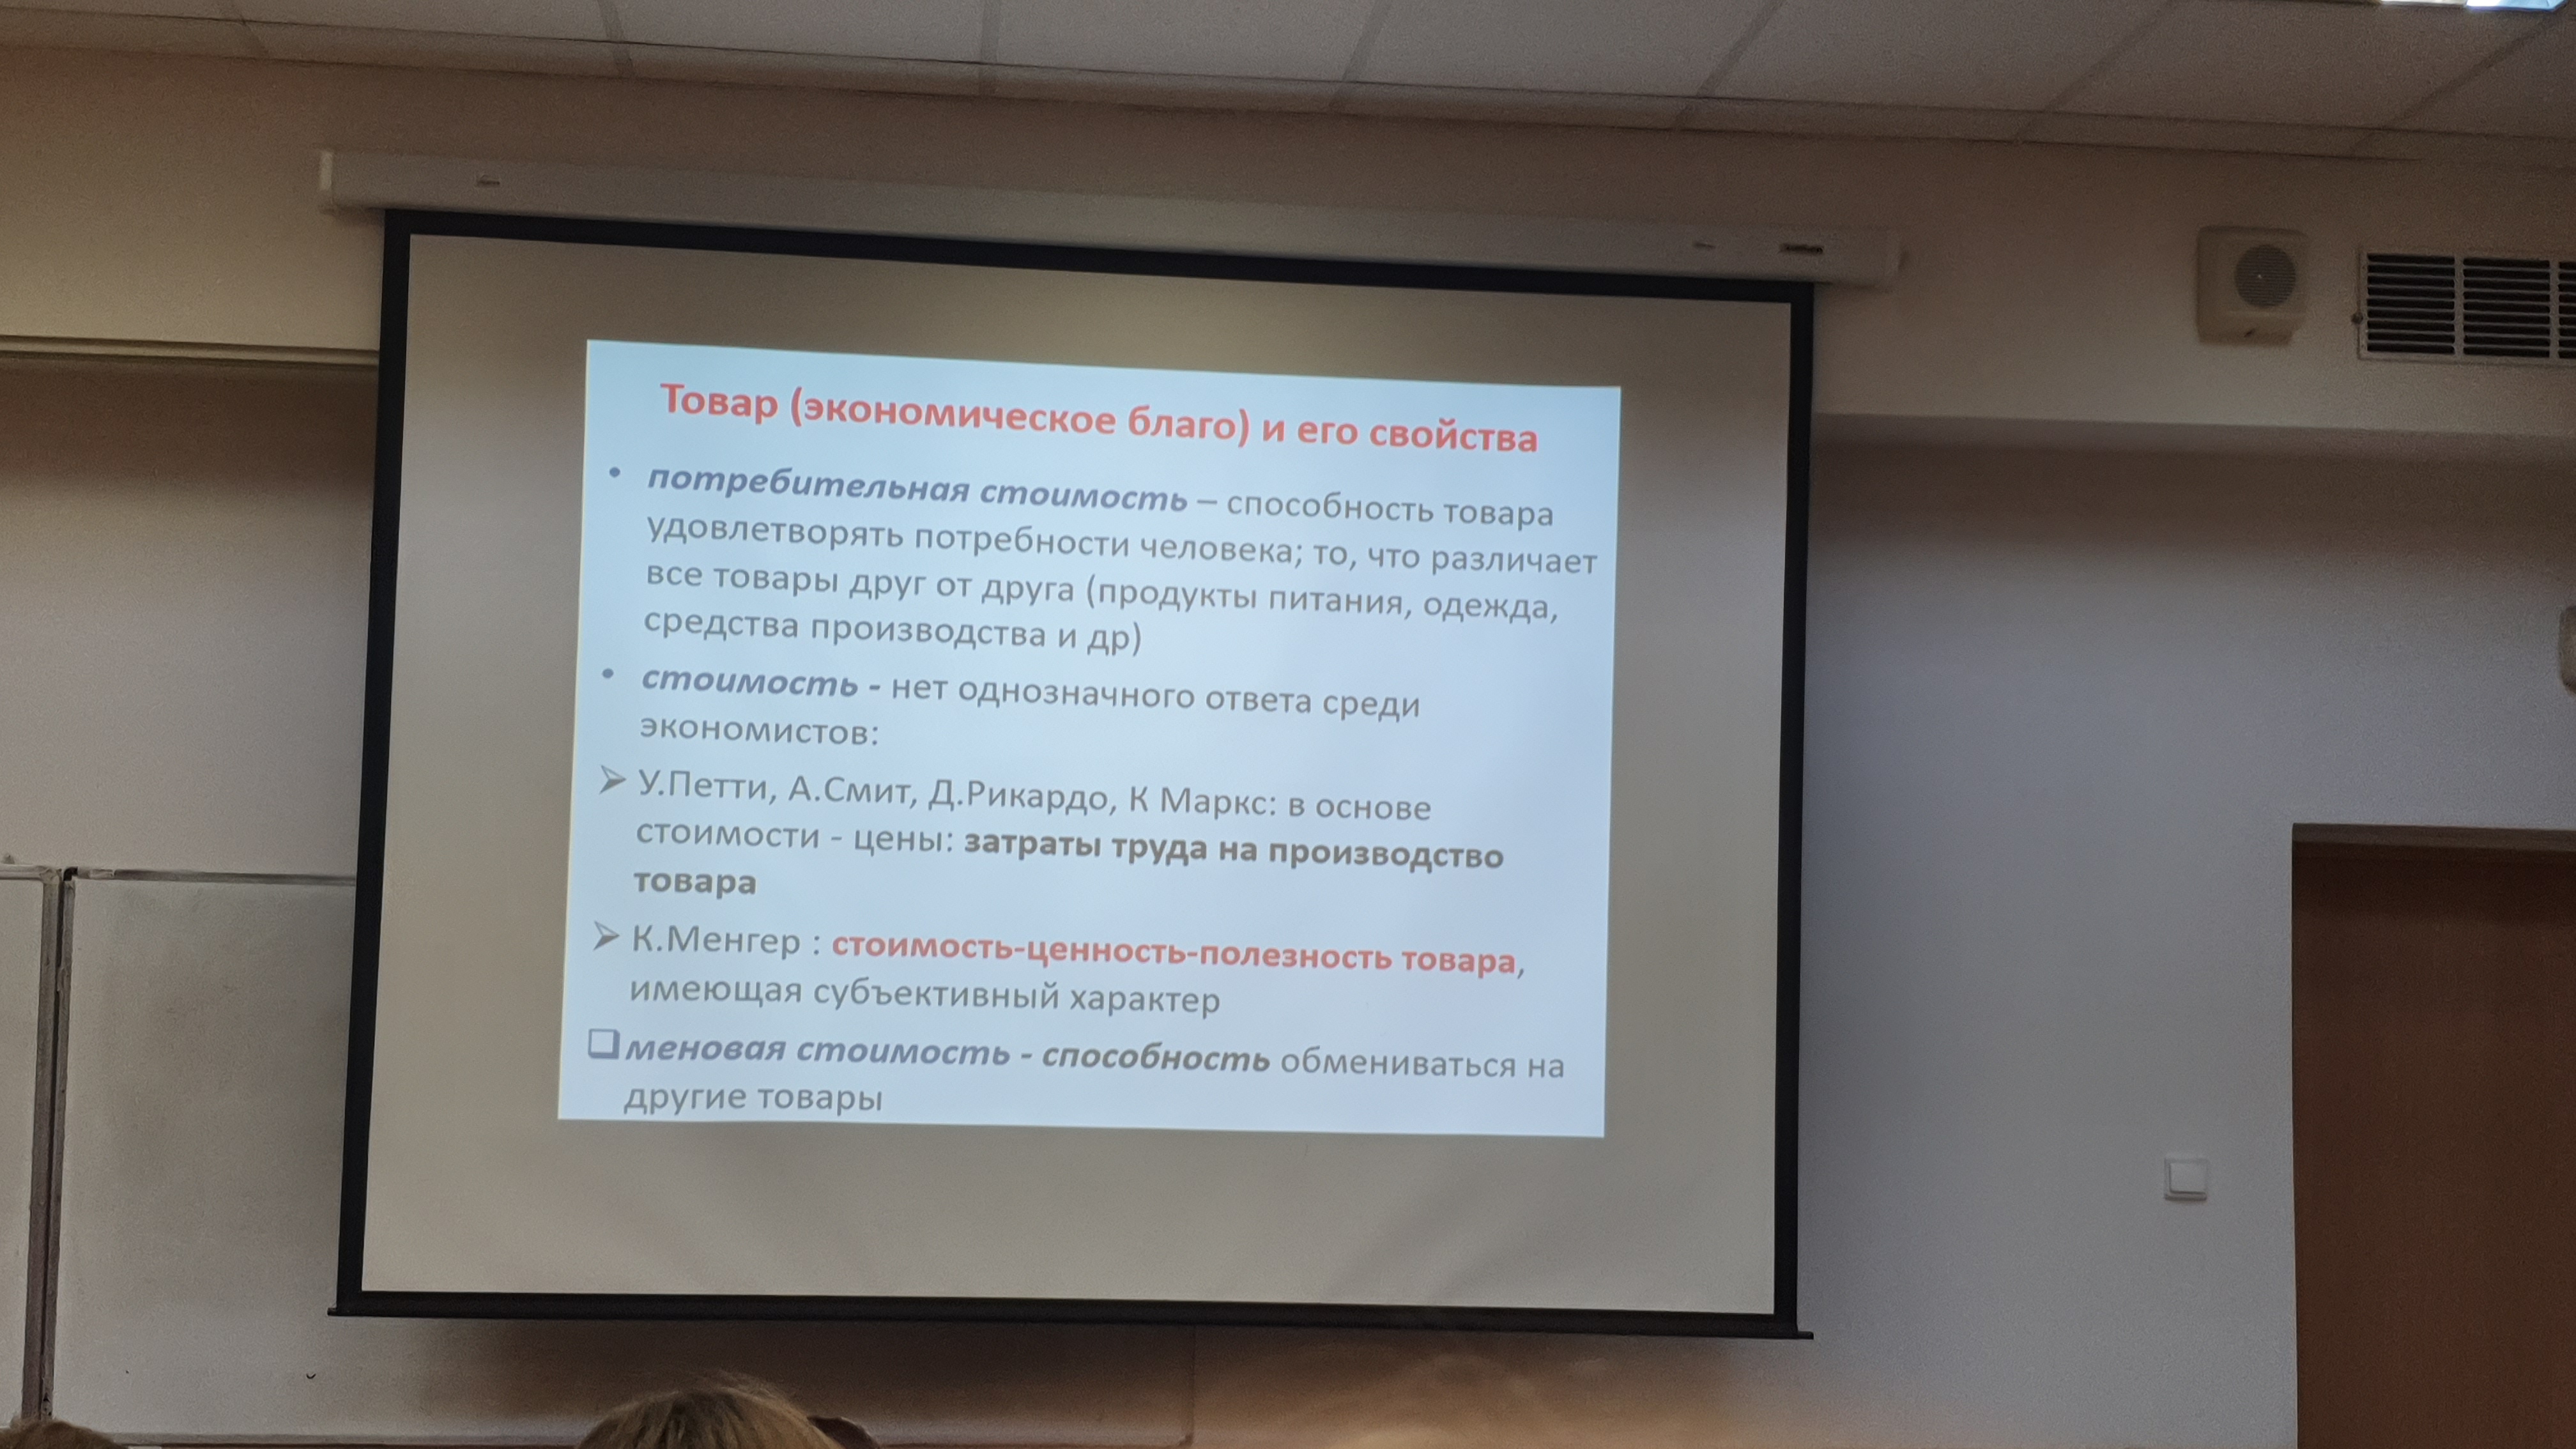 Товар (экономическое благо) и его свойства
• потребительная стоимость – способность товара
удовлетворять потребности человека; то, что различает
все товары друг от друга (продукты питания, одежда,
средства производства и др)
• стоимость - нет однозначного ответа среди
экономистов:
➢ У.Петти, А.Смит, Д.Рикардо, К Маркс: в основе
стоимости - цены: затраты труда на производство
товара
➢ К.Менгер : стоимость-ценность-полезность товара,
имеющая субъективный характер
❑ меновая стоимость - способность обмениваться на
другие товары